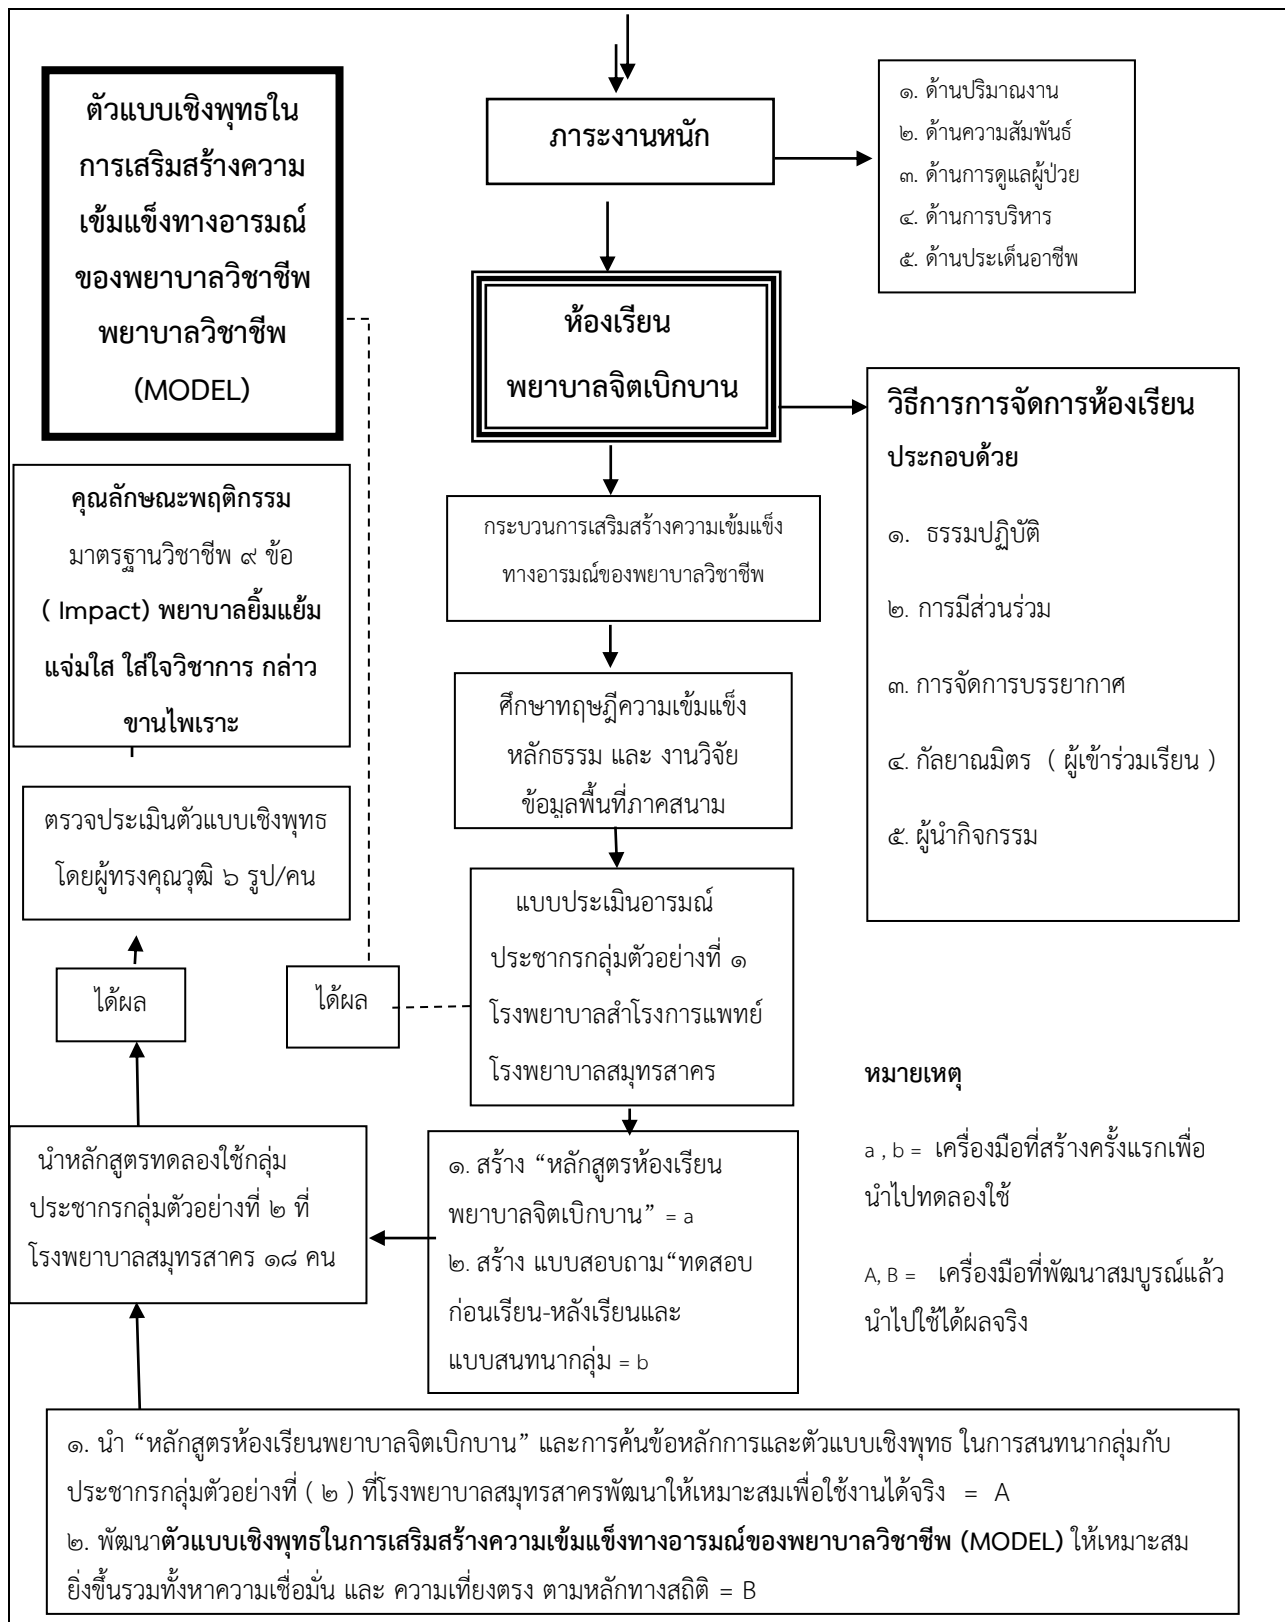 ตัวแบบเชิงพุทธใน
การเสริมสร้างความ
เข้มแข็งทางอารมณ์
ของพยาบาลวิชาชีพ
พยาบาลวิชาชีพ
(MODEL)
ภาระงานหนัก
๑. ด้านปริมาณงาน
๒. ด้านความสัมพันธ์
๓. ด้านการดูแลผู้ป่วย
๔. ด้านการบริหาร
๕. ด้านประเด็นอาชีพ
ห้องเรียน
พยาบาลจิตเบิกบาน
วิธีการการจัดการห้องเรียน
ประกอบด้วย
๑. ธรรมปฏิบัติ
๒. การมีส่วนร่วม
๓. การจัดการบรรยากาศ
๔. กัลยาณมิตร ( ผู้เข้าร่วมเรียน )
๕. ผู้นำกิจกรรม
คุณลักษณะพฤติกรรม
มาตรฐานวิชาชีพ ๙ ข้อ
( Impact) พยาบาลยิ้มแย้ม
แจ่มใส ใส่ใจวิชาการ กล่าว
ขานไพเราะ
กระบวนการเสริมสร้างความเข้มแข็ง
ทางอารมณ์ของพยาบาลวิชาชีพ
ศึกษาทฤษฎีความเข้มแข็ง
หลักธรรม และ งานวิจัย
ข้อมูลพื้นที่ภาคสนาม
ตรวจประเมินตัวแบบเชิงพุทธ
โดยผู้ทรงคุณวุฒิ ๖ รูป/คน
แบบประเมินอารมณ์
ประชากรกลุ่มตัวอย่างที่ ๑
โรงพยาบาลสำโรงการแพทย์
โรงพยาบาลสมุทรสาคร
ได้ผล
ได้ผล
หมายเหตุ
a , b = เครื่องมือที่สร้างครั้งแรกเพื่อ
นำไปทดลองใช้
A, B = เครื่องมือที่พัฒนาสมบูรณ์แล้ว
นำไปใช้ได้ผลจริง
นำหลักสูตรทดลองใช้กลุ่ม
ประชากรกลุ่มตัวอย่างที่ ๒ ที่
โรงพยาบาลสมุทรสาคร ๑๘ คน
๑. สร้าง “หลักสูตรห้องเรียน
พยาบาลจิตเบิกบาน” = a
๒. สร้าง แบบสอบถาม“ทดสอบ
ก่อนเรียน-หลังเรียนและ
แบบสนทนากลุ่ม = b
๑. นำ “หลักสูตรห้องเรียนพยาบาลจิตเบิกบาน” และการค้นข้อหลักการและตัวแบบเชิงพุทธ ในการสนทนากลุ่มกับ
ประชากรกลุ่มตัวอย่างที่ ( ๒ ) ที่โรงพยาบาลสมุทรสาครพัฒนาให้เหมาะสมเพื่อใช้งานได้จริง = A
๒. พัฒนาตัวแบบเชิงพุทธในการเสริมสร้างความเข้มแข็งทางอารมณ์ของพยาบาลวิชาชีพ (MODEL) ให้เหมาะสม
ยิ่งขึ้นรวมทั้งหาความเชื่อมั่น และ ความเที่ยงตรง ตามหลักทางสถิติ = B